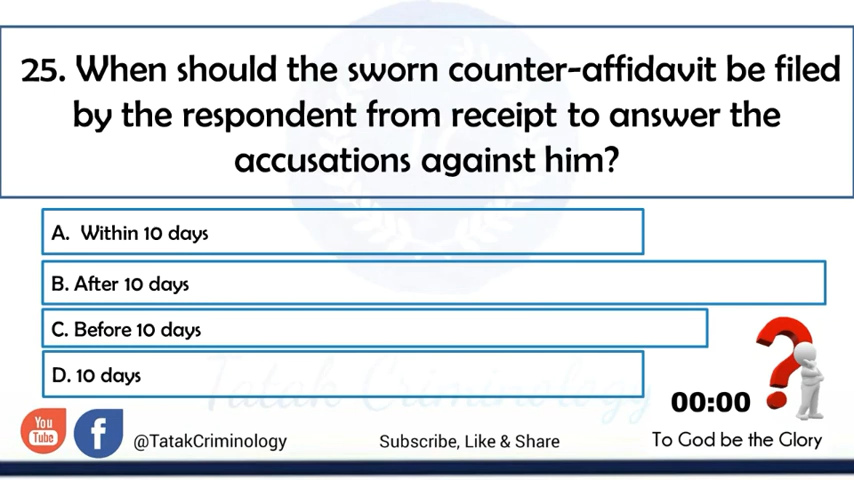 25. When should the sworn counter-affidavit be filed
by the respondent from receipt to answer the
accusations against him?
A. Within 10 days
B. After 10 days
C. Before 10 days
D. 10 days
Tatak Criminology
00:00
You
Tube
f
@TatakCriminology
Subscribe, Like & Share
To God be the Glory